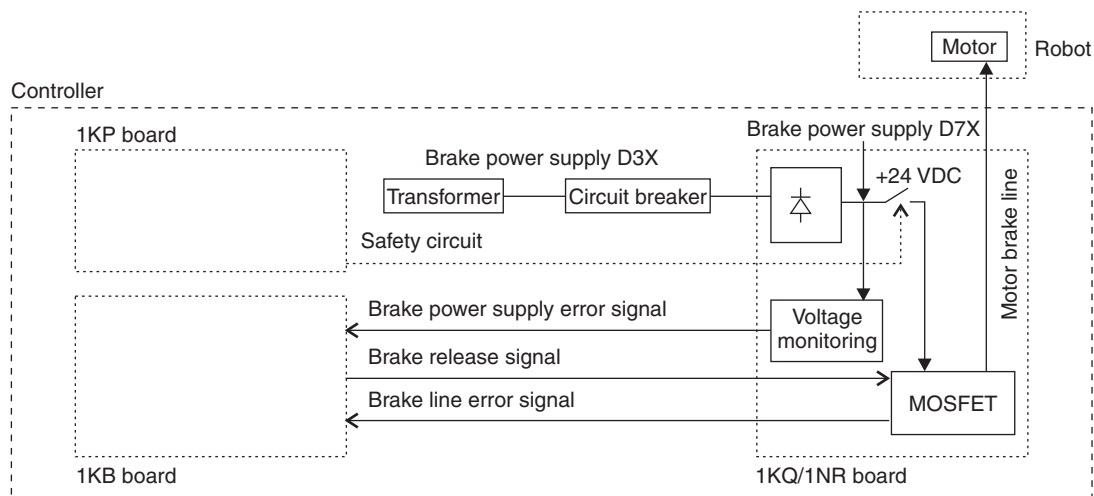 Motor
Robot
Controller
1KP board
Brake power supply D7X
Brake power supply D3X
+24 VDC
Transformer
Circuit breaker
Safety circuit
Motor brake line
Brake power supply error signal
Voltage
monitoring
Brake release signal
Brake line error signal
MOSFET
1KB board
1KQ/1NR board